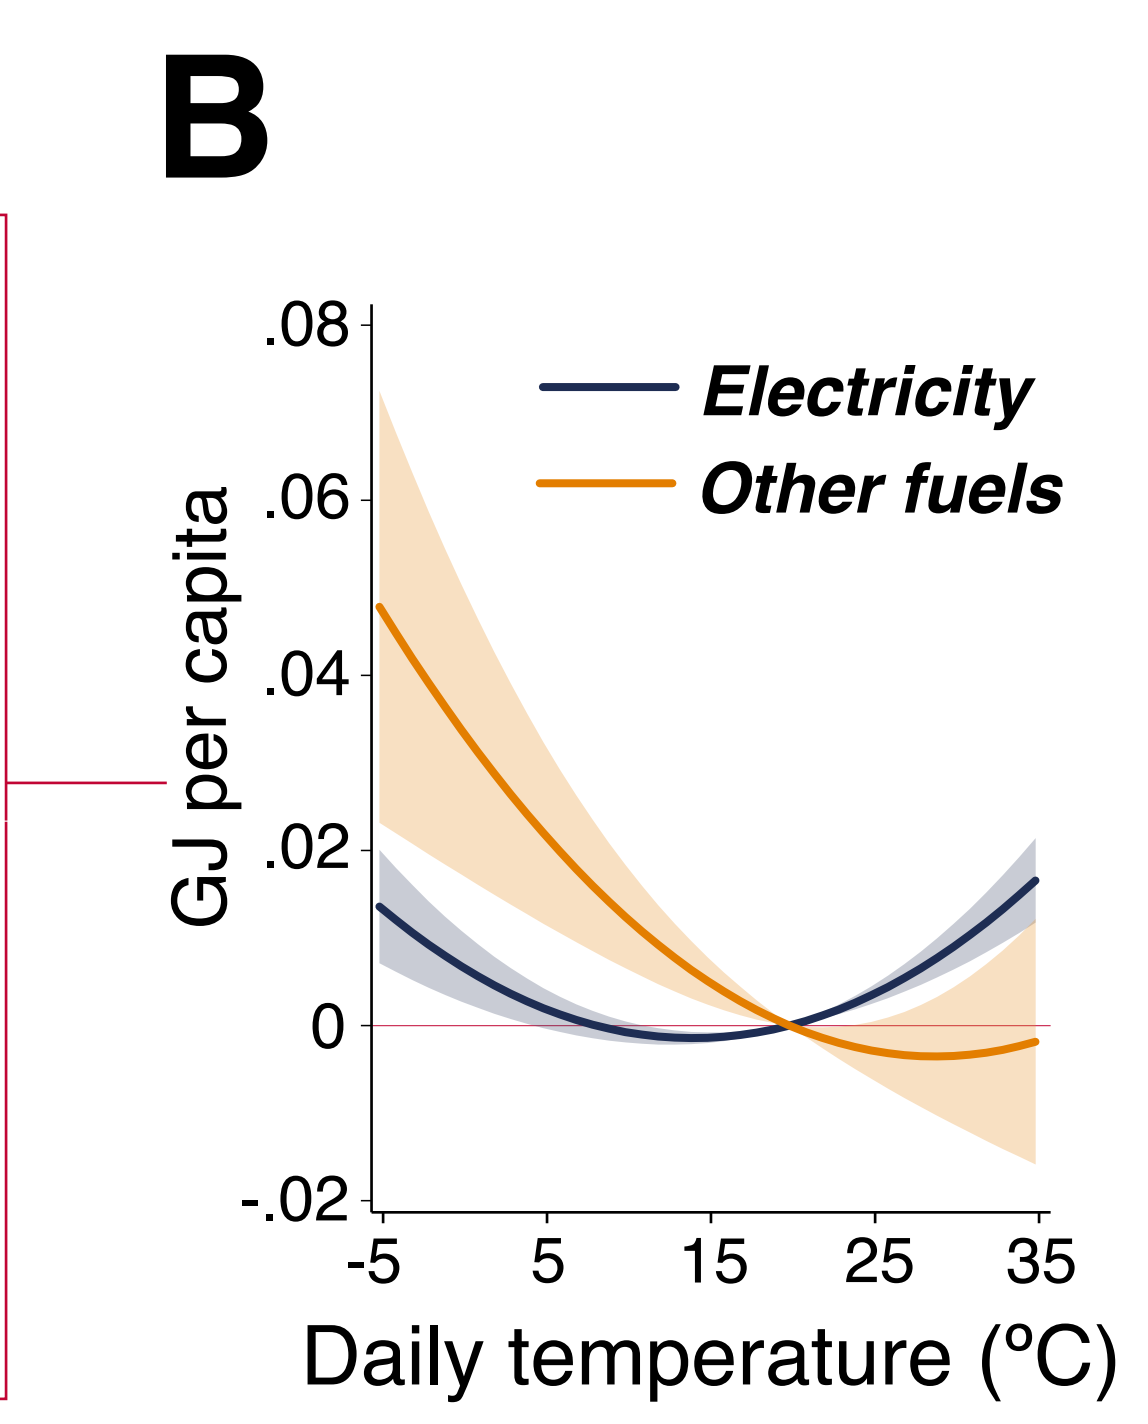 B
.08
.06
.04
.02
0
-.02
GJ per capita
Electricity
Other fuels
-5 5 15 25 35
Daily temperature (ºC)